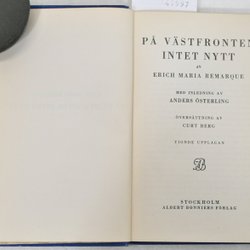 PÅ VÄSTFRONTEN
INTET NYTT
AV
ERICH MARIA REMARQUE
MED INLEDNING AV
ANDERS ÖSTERLING
ÖVERSÄTTNING AV
CURT BERG
TIONDE UPPLAGAN
STOCKHOLM
ALBERT BONNIERS FÖRLAG